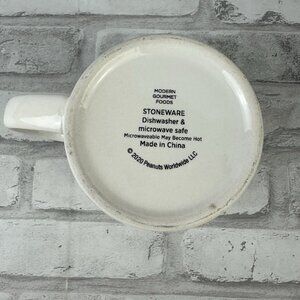 MODERN
GOURMET
FOODS
STONEWARE
Dishwasher &
microwave safe
Microwaveable May Become Hot
Made in China
© 2020 Peanuts Worldwide LLC